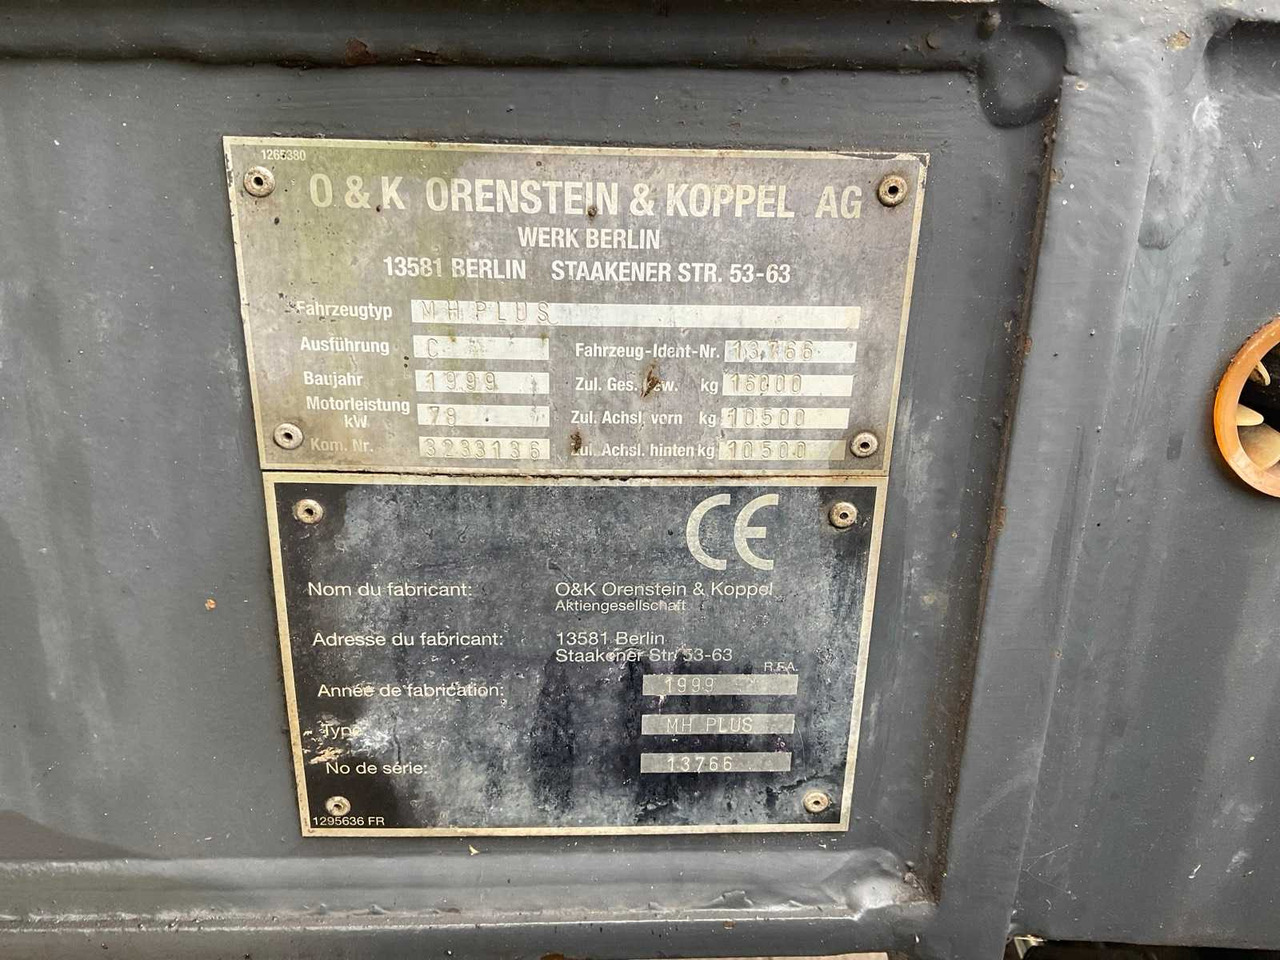 1265380
O & K ORENSTEIN & KOPPEL AG
WERK BERLIN
13581 BERLIN STAAKENER STR. 53-63
Fahrzeugtyp MH PLUS
Ausführung C Fahrzeug-Ident-Nr. 13766
Baujahr 1999 Zul. Ges. kg 16000
Motorleistung kW 78 Zul. Achsl. vorn kg 10500
Kom. Nr. 3233136 Zul. Achsl. hinten kg 10500
CE
Nom du fabricant: O&K Orenstein & Koppel
Aktiengesellschaft
Adresse du fabricant: 13581 Berlin
Staakener Str. 53-63
R.F.A.
Année de fabrication: 1999
Type MH PLUS
No de série: 13766
1295636 FR